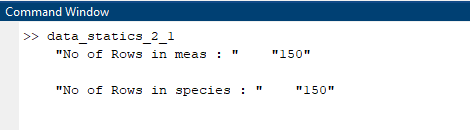 Command Window
>> data_statics_2_1
"No of Rows in meas : " "150"
"No of Rows in species : " "150"